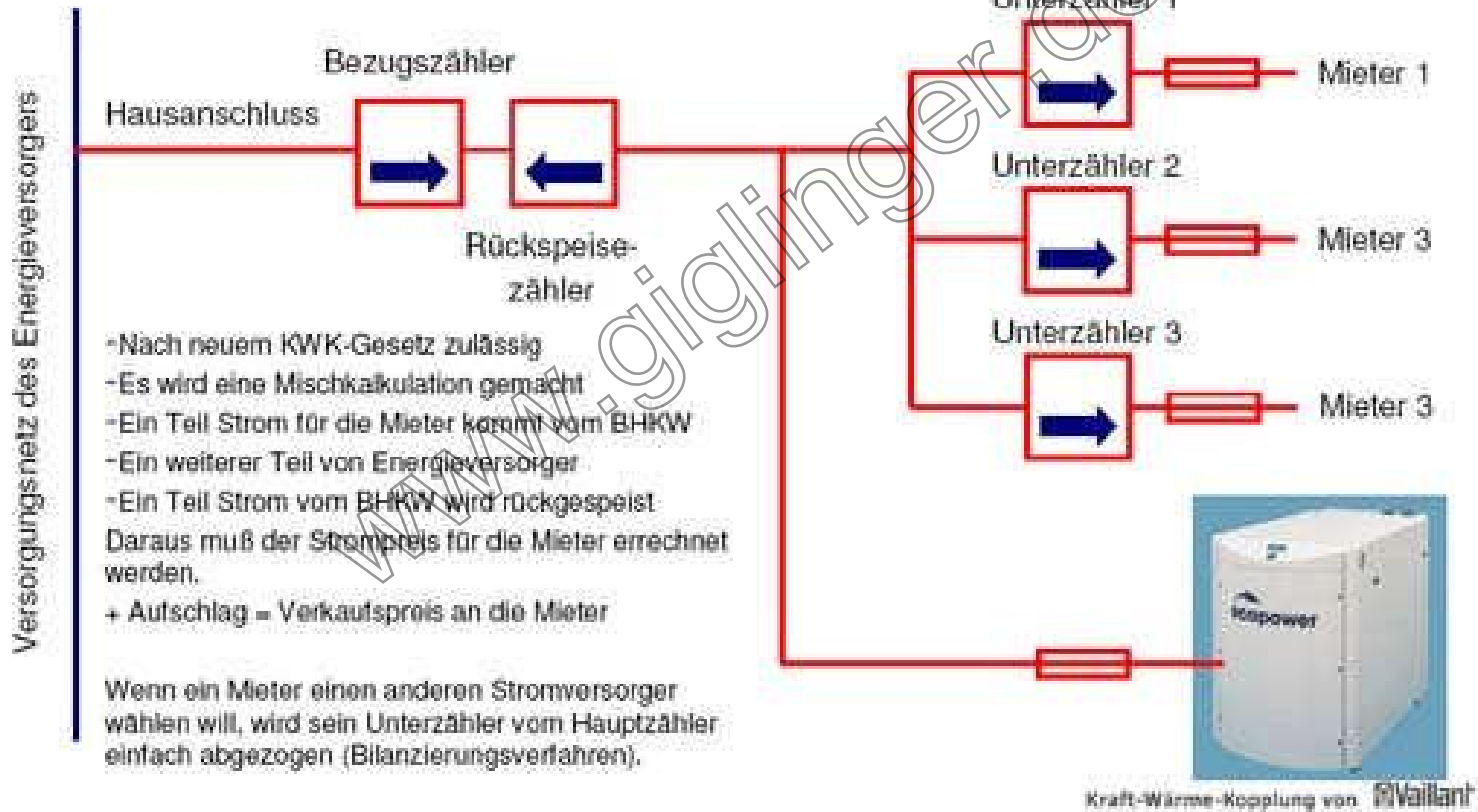 Versorgungsnetz des Energieversorgers
Hausanschluss
Bezugszähler
Rückspeise-
zähler
Unterzähler 1
Mieter 1
Unterzähler 2
Mieter 3
Unterzähler 3
Mieter 3
-Nach neuem KWK-Gesetz zulässig
-Es wird eine Mischkalkulation gemacht
-Ein Teil Strom für die Mieter kommt vom BHKW
-Ein weiterer Teil von Energieversorger
-Ein Teil Strom vom BHKW wird rückgespeist
Daraus muß der Strompreis für die Mieter errechnet
werden.
+ Aufschlag = Verkaufspreis an die Mieter
Wenn ein Mieter einen anderen Stromversorger
wählen will, wird sein Unterzähler vom Hauptzähler
einfach abgezogen (Bilanzierungsverfahren).
ecopower
Kraft-Wärme-Kopplung von Vaillant
www.giglinger.de